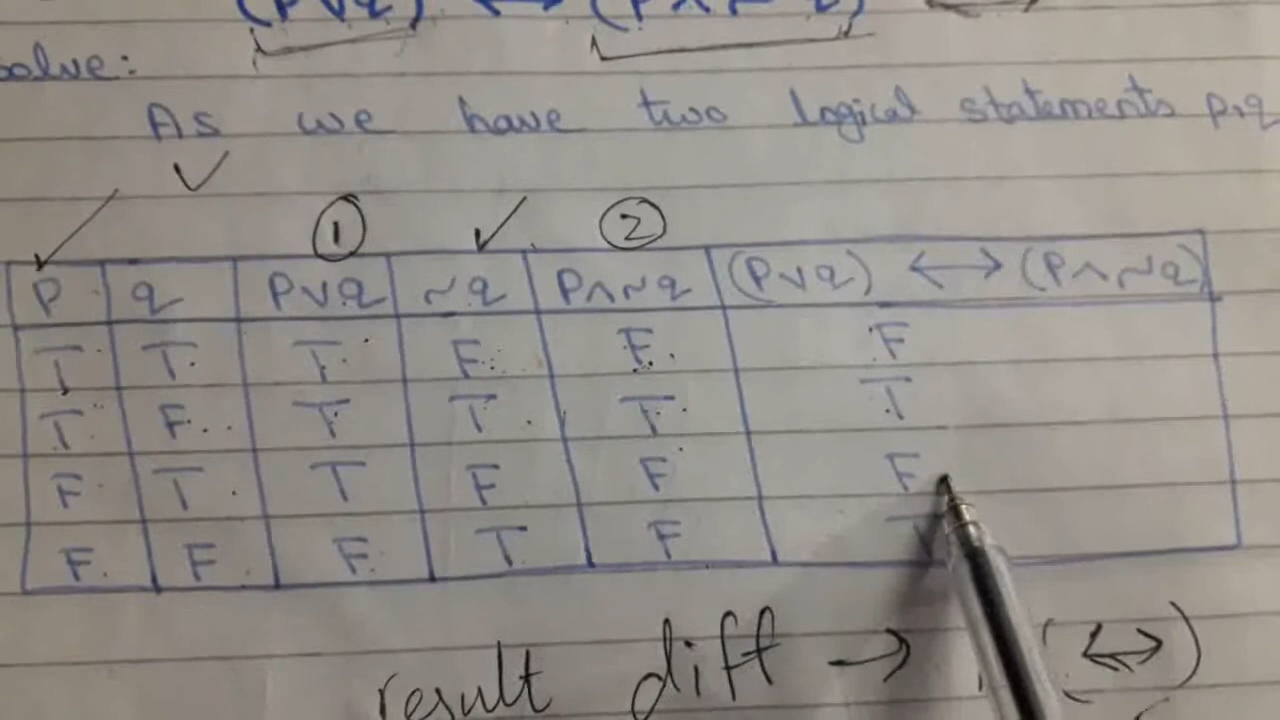 (P∨q) ↔ (P∧~q)
solve:
As we have two logical statements p,q
① ②
P q P∨q ~q P∧~q (P∨q) ↔ (P∧~q)
T T T F F F
T F T T T T
F T T F F F
F F F T F T
result diff → (↔)